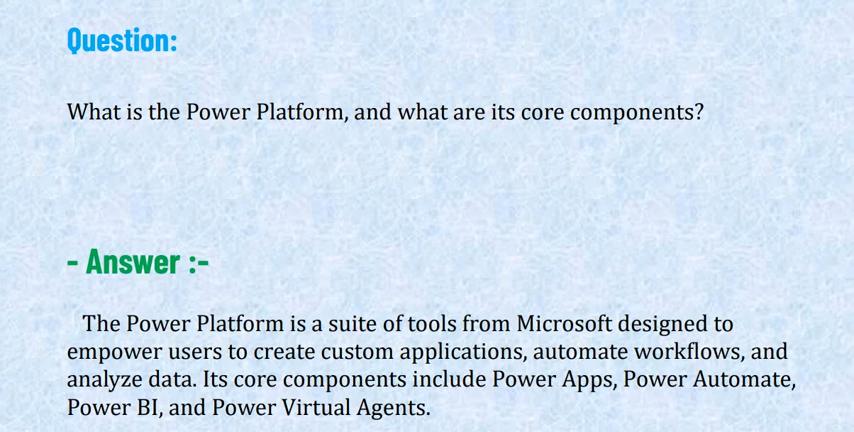 Question:
What is the Power Platform, and what are its core components?
- Answer :-
The Power Platform is a suite of tools from Microsoft designed to
empower users to create custom applications, automate workflows, and
analyze data. Its core components include Power Apps, Power Automate,
Power BI, and Power Virtual Agents.